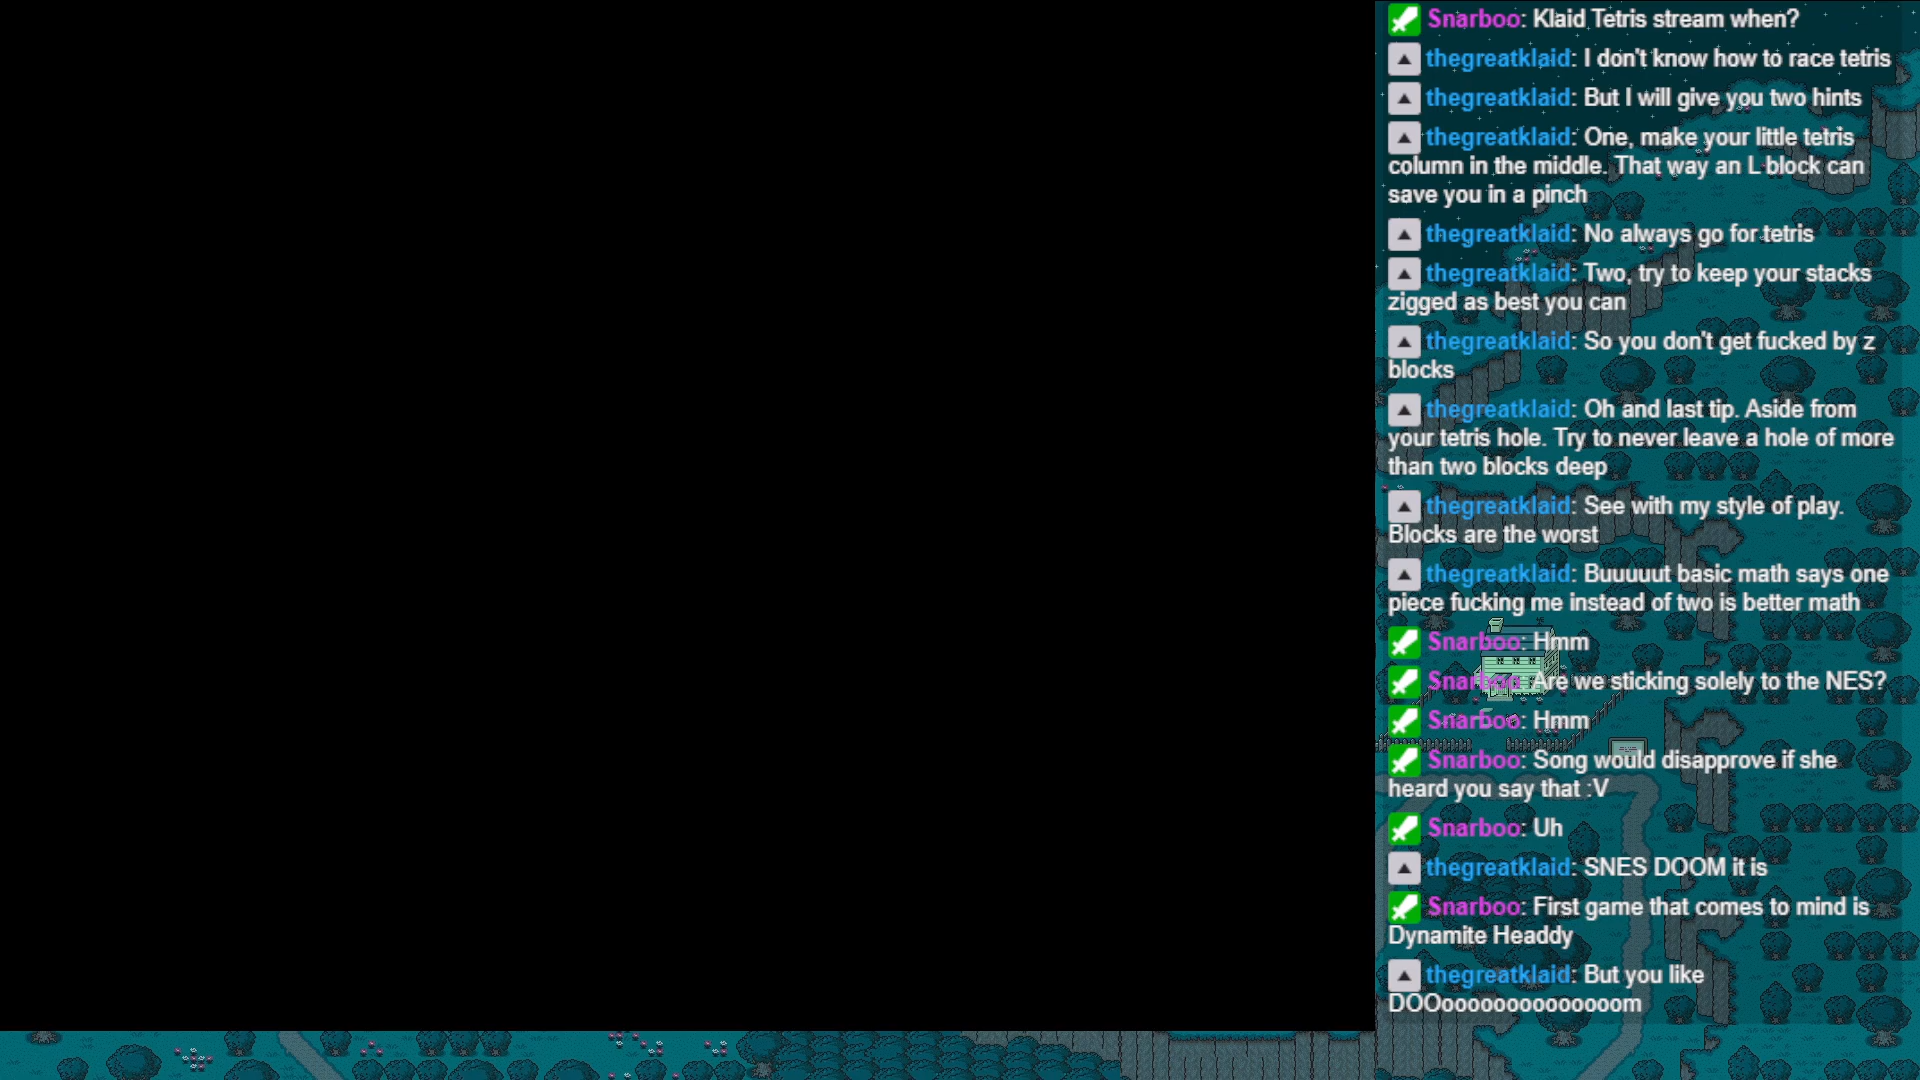 Snarboo: Klaid Tetris stream when?
thegreatklaid: I don't know how to race tetris
thegreatklaid: But I will give you two hints
thegreatklaid: One, make your little tetris
column in the middle. That way an L block can
save you in a pinch
thegreatklaid: No always go for tetris
thegreatklaid: Two, try to keep your stacks
zigged as best you can
thegreatklaid: So you don't get fucked by z
blocks
thegreatklaid: Oh and last tip. Aside from
your tetris hole. Try to never leave a hole of more
than two blocks deep
thegreatklaid: See with my style of play.
Blocks are the worst
thegreatklaid: Buuuuut basic math says one
piece fucking me instead of two is better math
Snarboo: Hmm
Snarboo: Are we sticking solely to the NES?
Snarboo: Hmm
Snarboo: Song would disapprove if she
heard you say that :V
Snarboo: Uh
thegreatklaid: SNES DOOM it is
Snarboo: First game that comes to mind is
Dynamite Headdy
thegreatklaid: But you like
DOOoooooooooooooom